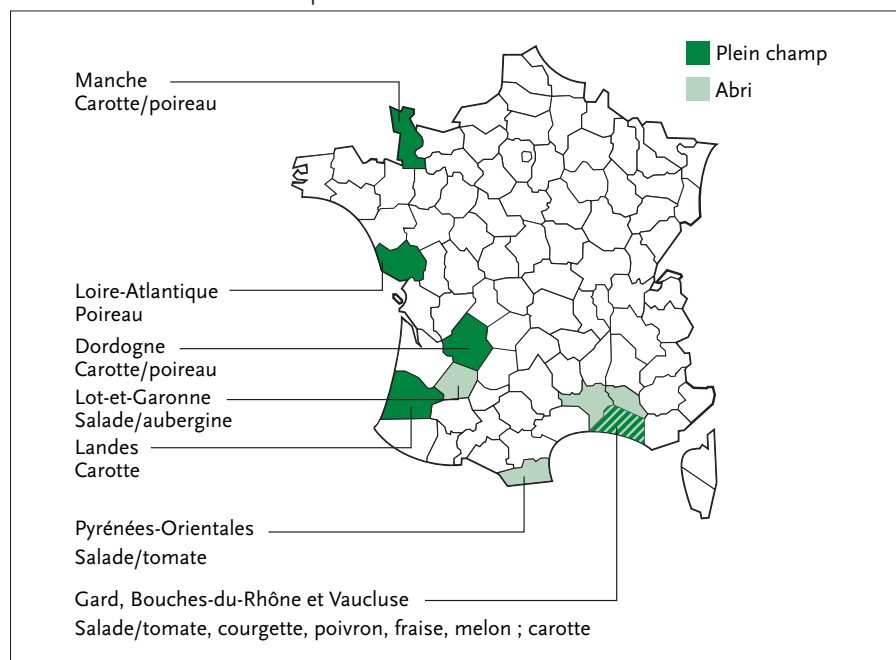 Plein champ
Abri
Manche
Carotte/poireau
Loire-Atlantique
Poireau
Dordogne
Carotte/poireau
Lot-et-Garonne
Salade/aubergine
Landes
Carotte
Pyrénées-Orientales
Salade/tomate
Gard, Bouches-du-Rhône et Vaucluse
Salade/tomate, courgette, poivron, fraise, melon ; carotte